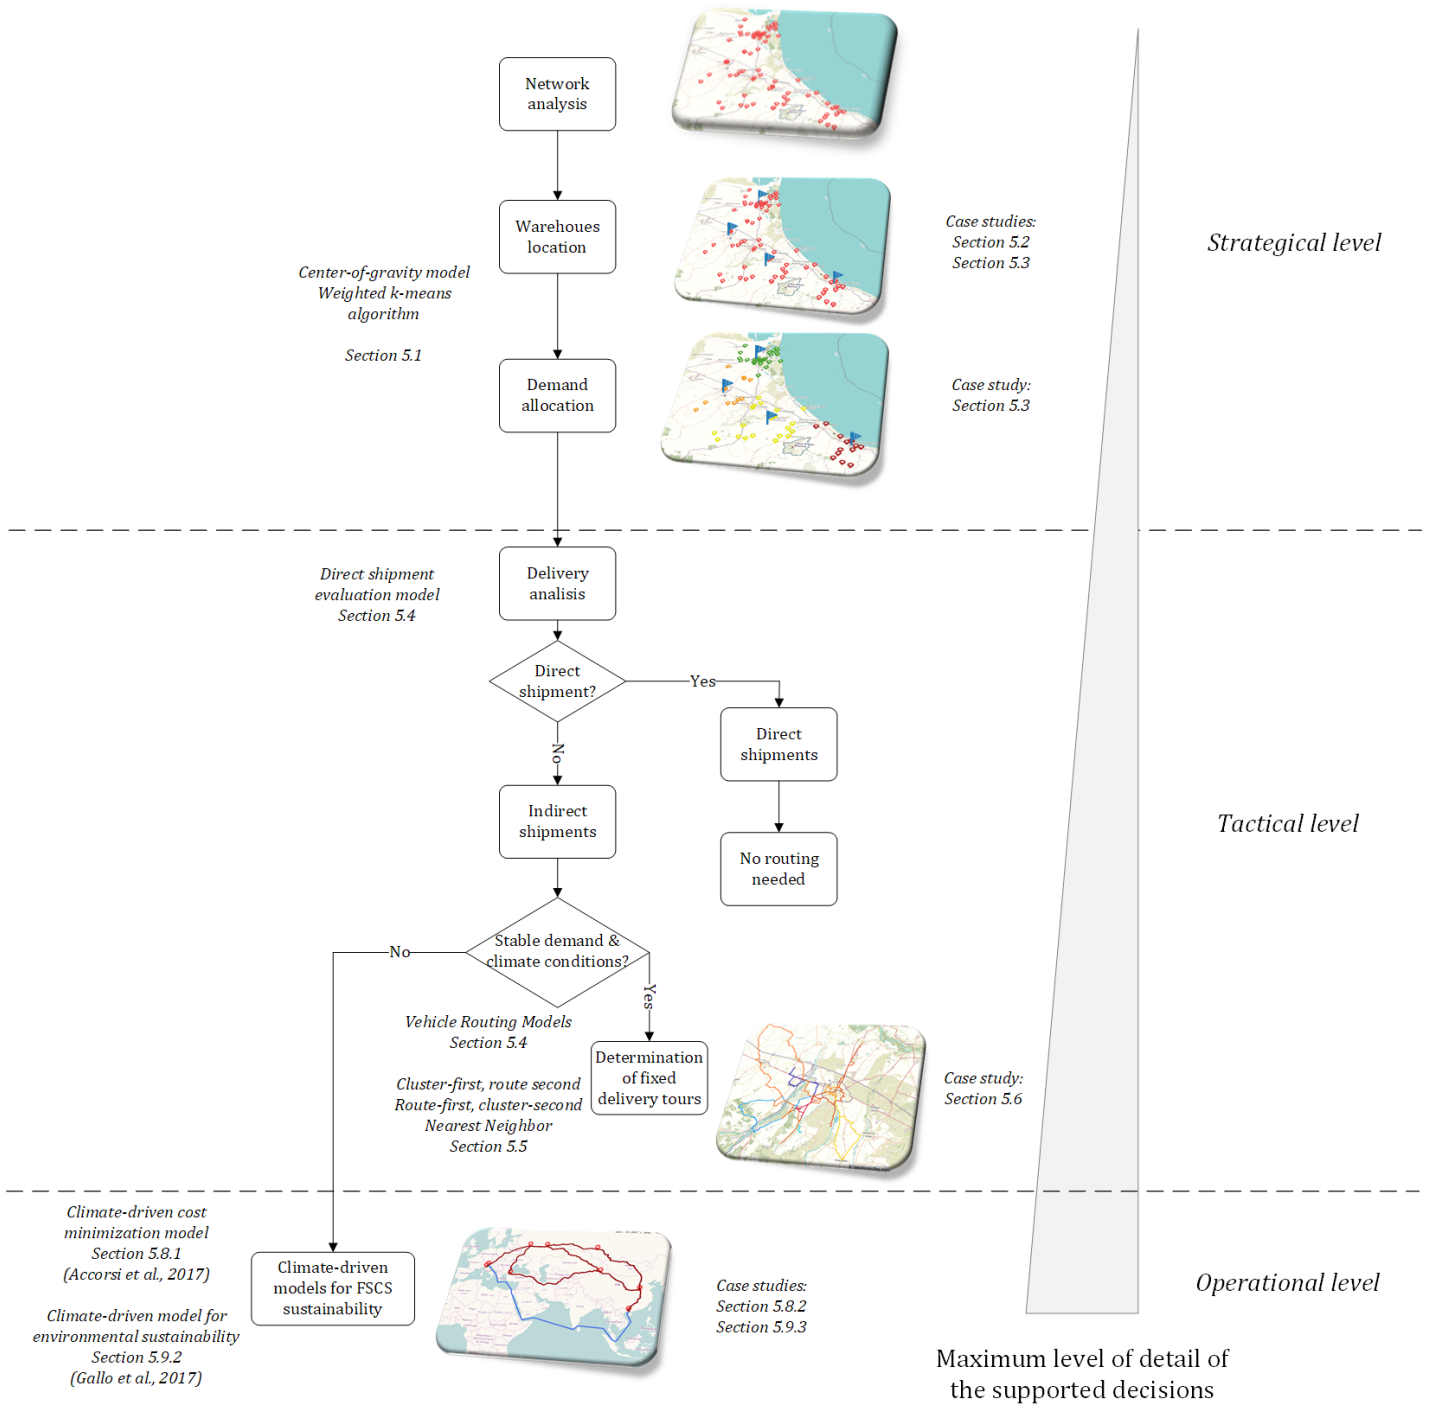 Network
analysis
Warehoues
location
Case studies:
Section 5.2
Section 5.3
Strategical level
Center-of-gravity model
Weighted k-means
algorithm
Section 5.1
Demand
allocation
Case study:
Section 5.3
Direct shipment
evaluation model
Section 5.4
Delivery
analisis
Direct
shipment?
Yes
No
Direct
shipments
Indirect
shipments
Tactical level
No routing
needed
Stable demand &
climate conditions?
No
Yes
Vehicle Routing Models
Section 5.4
Cluster-first, route second
Route-first, cluster-second
Nearest Neighbor
Section 5.5
Determination
of fixed
delivery tours
Case study:
Section 5.6
Climate-driven cost
minimization model
Section 5.8.1
(Accorsi et al., 2017)
Climate-driven model for
environmental sustainability
Section 5.9.2
(Gallo et al., 2017)
Climate-driven
models for FSCS
sustainability
Case studies:
Section 5.8.2
Section 5.9.3
Operational level
Maximum level of detail of
the supported decisions